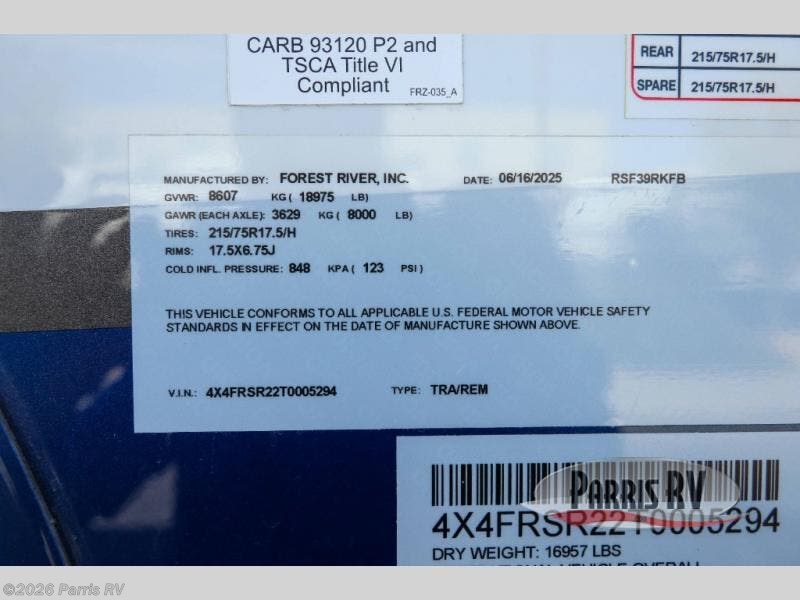 CARB 93120 P2 and
TSCA Title VI
Compliant
FRZ-035_A
REAR 215/75R17.5/H
SPARE 215/75R17.5/H
MANUFACTURED BY: FOREST RIVER, INC. DATE: 06/16/2025 RSF39RKFB
GVWR: 8607 KG ( 18975 LB)
GAWR (EACH AXLE): 3629 KG ( 8000 LB)
TIRES: 215/75R17.5/H
RIMS: 17.5X6.75J
COLD INFL. PRESSURE: 848 KPA ( 123 PSI )
THIS VEHICLE CONFORMS TO ALL APPLICABLE U.S. FEDERAL MOTOR VEHICLE SAFETY
STANDARDS IN EFFECT ON THE DATE OF MANUFACTURE SHOWN ABOVE.
V.I.N.: 4X4FRSR22T0005294 TYPE: TRA/REM
PARRIS RV
4X4FRSR22T0005294
DRY WEIGHT: 16957 LBS
©2026 Parris RV